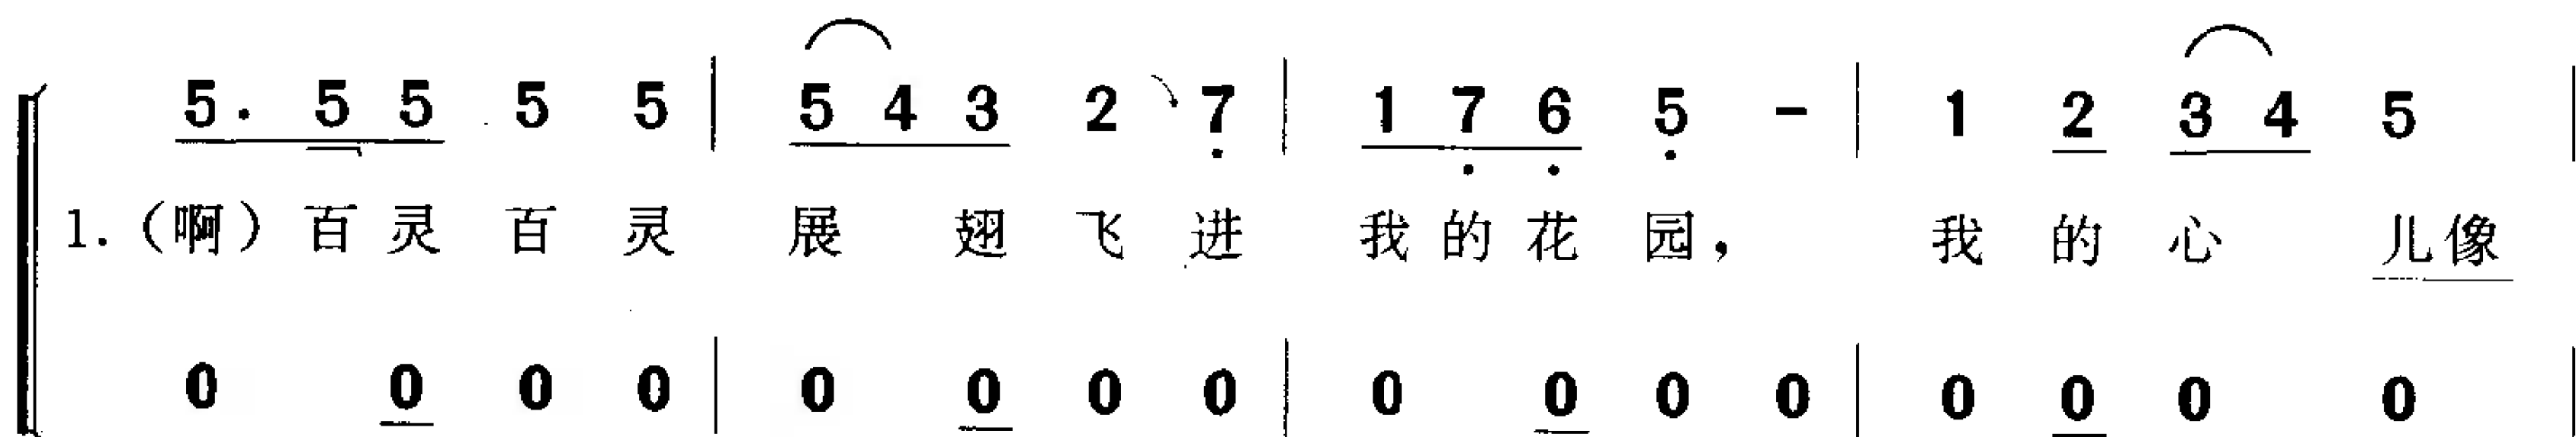 5. 5 5 5 5 | 5 4 3 2 7 | 1 7 6 5 - | 1 2 3 4 5 |
1.（啊）百灵 百 灵 展 翅 飞 进 我的花 园， 我 的 心 儿像
0 0 0 0 | 0 0 0 0 | 0 0 0 0 | 0 0 0 0 |